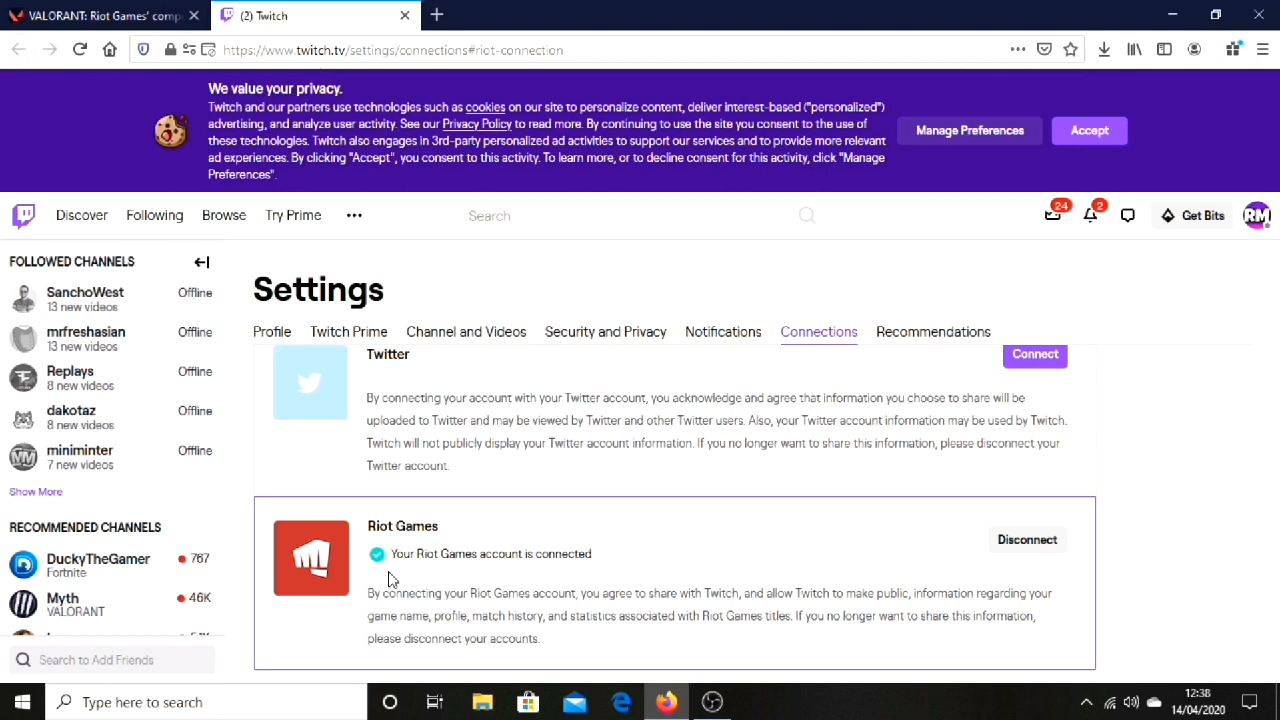 VALORANT: Riot Games' comp
(2) Twitch
https://www.twitch.tv/settings/connections#riot-connection
We value your privacy.
Twitch and our partners use technologies such as cookies on our site to personalize content, deliver interest-based ("personalized")
advertising, and analyze user activity. See our Privacy Policy to read more. By continuing to use the site you consent to the use of
these technologies. Twitch also engages in 3rd-party personalized ad activities to support our services and to provide more relevant
ad experiences. By clicking "Accept", you consent to this activity. To learn more, or to decline consent for this activity, click "Manage
Preferences".
Manage Preferences
Accept
Discover
Following
Browse
Try Prime
Search
24
2
Get Bits
RM
FOLLOWED CHANNELS
SanchoWest
Offline
13 new videos
mrfreshasian
Offline
13 new videos
Replays
Offline
8 new videos
dakotaz
Offline
8 new videos
miniminter
Offline
7 new videos
Show More
RECOMMENDED CHANNELS
DuckyTheGamer
767
Fortnite
Myth
46K
VALORANT
Search to Add Friends
Settings
Profile
Twitch Prime
Channel and Videos
Security and Privacy
Notifications
Connections
Recommendations
Twitter
Connect
By connecting your account with your Twitter account, you acknowledge and agree that information you choose to share will be
uploaded to Twitter and may be viewed by Twitter and other Twitter users. Also, your Twitter account information may be used by Twitch.
Twitch will not publicly display your Twitter account information. If you no longer want to share this information, please disconnect your
Twitter account.
Riot Games
Your Riot Games account is connected
Disconnect
By connecting your Riot Games account, you agree to share with Twitch, and allow Twitch to make public, information regarding your
game name, profile, match history, and statistics associated with Riot Games titles. If you no longer want to share this information,
please disconnect your accounts.
Type here to search
12:38
14/04/2020